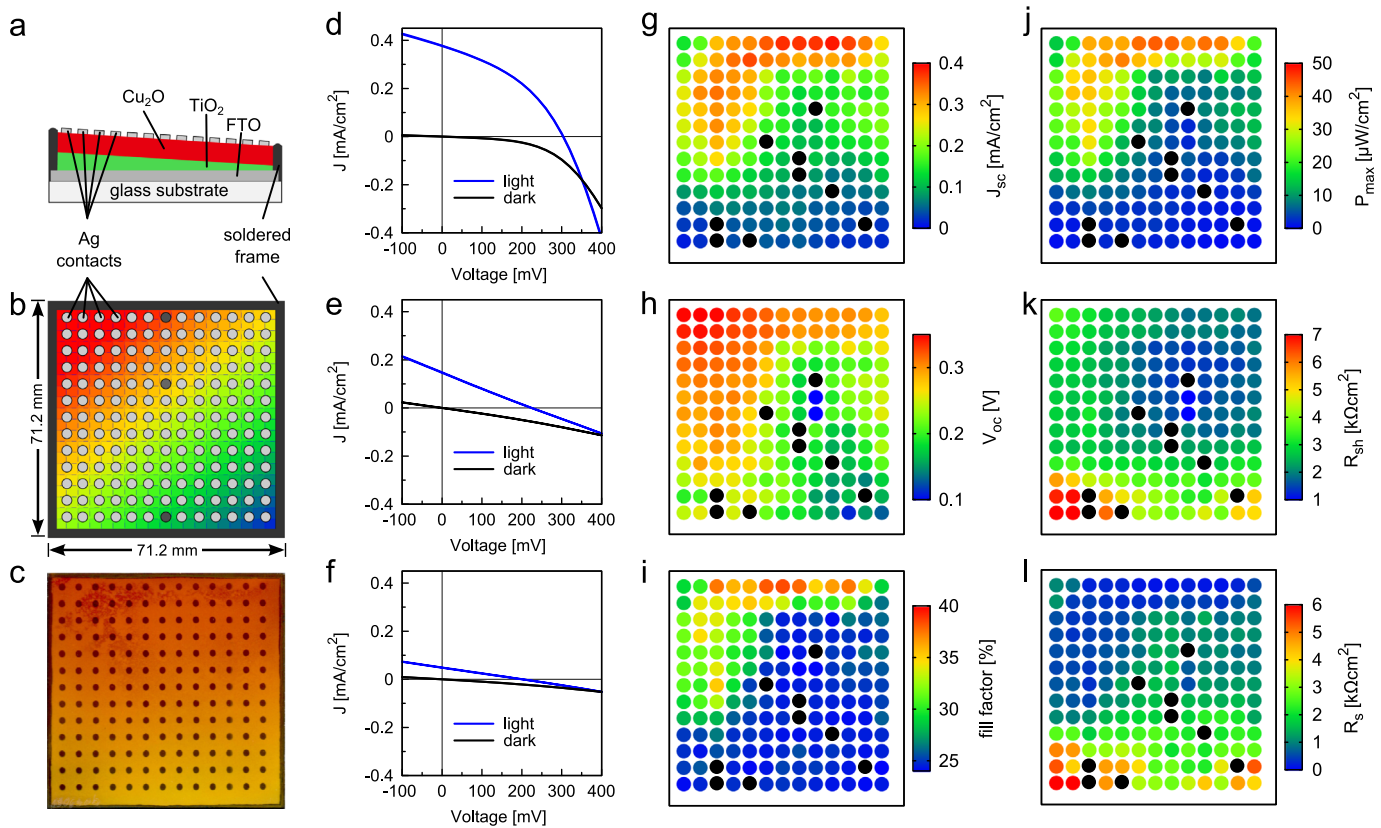 a
Cu2O
TiO2
FTO
glass substrate
Ag
contacts
soldered
frame
b
71.2 mm
71.2 mm
c
d
0.4
0.2
0
-0.2
-0.4
J [mA/cm2]
light
dark
-100 0 100 200 300 400
Voltage [mV]
e
0.4
0.2
0
-0.2
-0.4
J [mA/cm2]
light
dark
-100 0 100 200 300 400
Voltage [mV]
f
0.4
0.2
0
-0.2
-0.4
J [mA/cm2]
light
dark
-100 0 100 200 300 400
Voltage [mV]
g
0.4
0.3
0.2
0.1
0
Jsc [mA/cm2]
h
0.3
0.2
0.1
Voc [V]
i
40
35
30
25
fill factor [%]
j
50
40
30
20
10
0
Pmax [µW/cm2]
k
7
6
5
4
3
2
1
Rsh [kΩcm2]
l
6
5
4
3
2
1
0
Rs [kΩcm2]